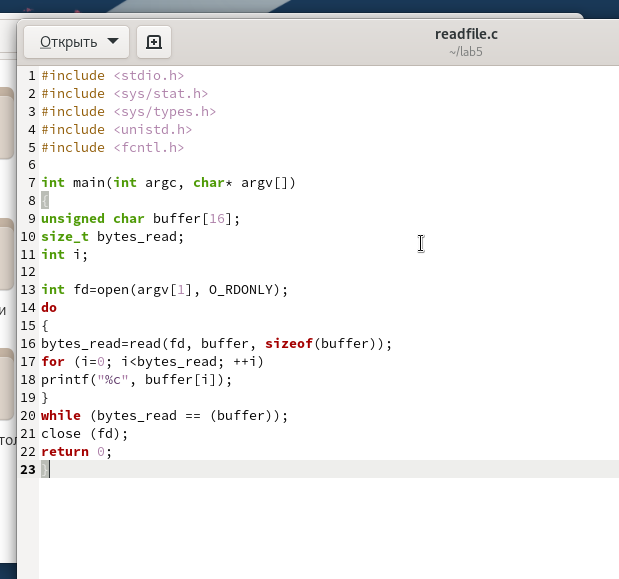 Открыть
readfile.c
~/lab5
1 #include <stdio.h>
2 #include <sys/stat.h>
3 #include <sys/types.h>
4 #include <unistd.h>
5 #include <fcntl.h>
6
7 int main(int argc, char* argv[])
8 {
9 unsigned char buffer[16];
10 size_t bytes_read;
11 int i;
12
13 int fd=open(argv[1], O_RDONLY);
14 do
15 {
16 bytes_read=read(fd, buffer, sizeof(buffer));
17 for (i=0; i<bytes_read; ++i)
18 printf("%c", buffer[i]);
19 }
20 while (bytes_read == (buffer));
21 close (fd);
22 return 0;
23 }